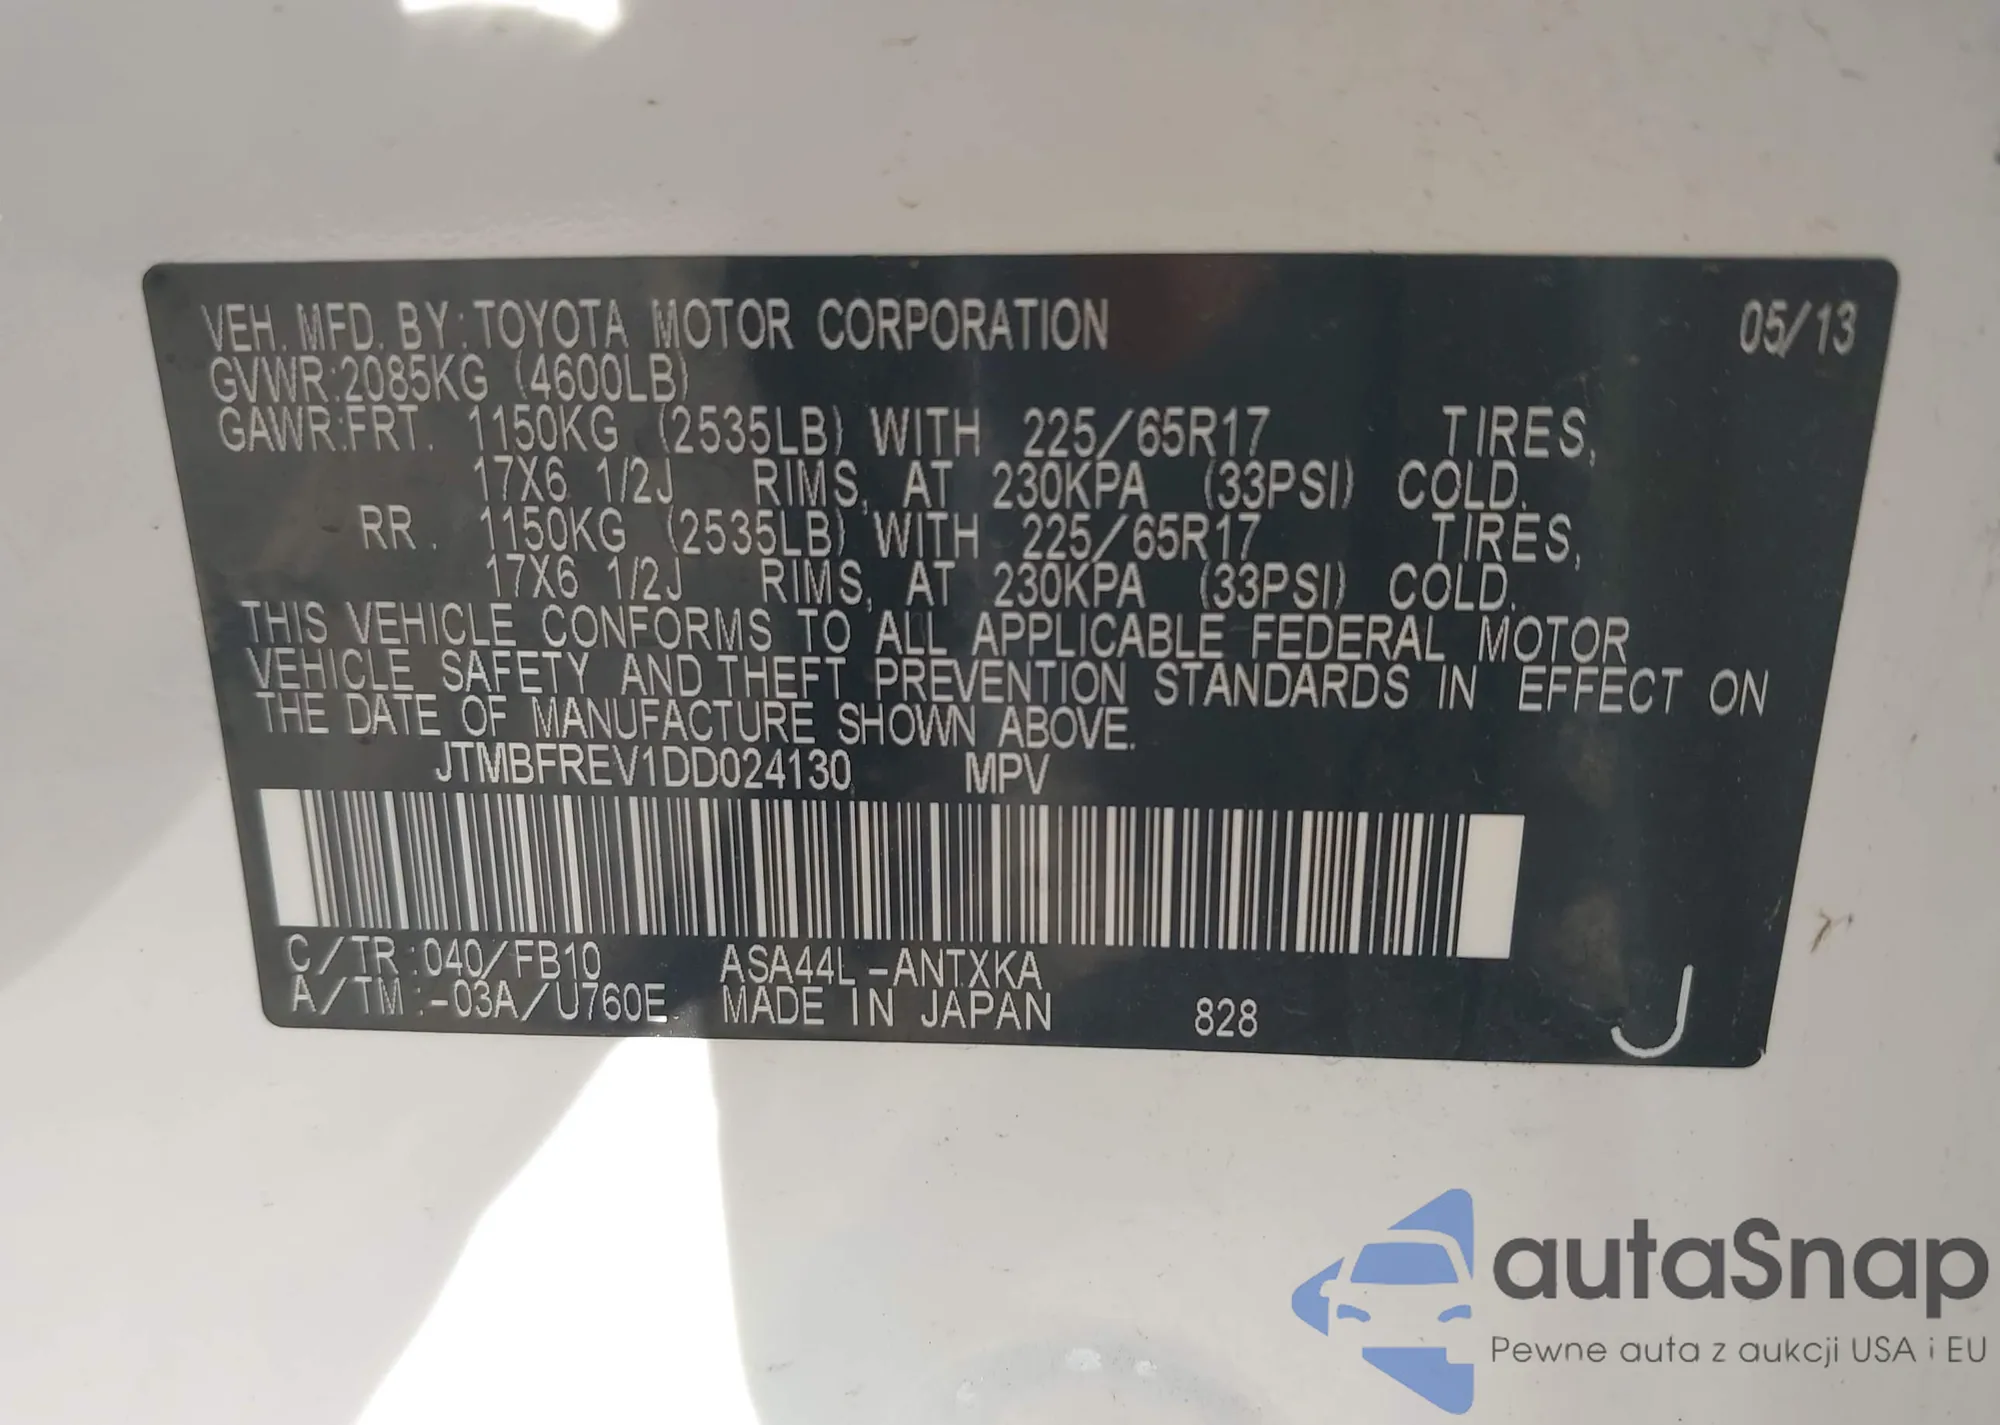 VEH. MFD. BY: TOYOTA MOTOR CORPORATION 05/13
GVWR:2085KG (4600LB)
GAWR:FRT. 1150KG (2535LB) WITH 225/65R17 TIRES,
17X6 1/2J RIMS, AT 230KPA (33PSI) COLD.
RR. 1150KG (2535LB) WITH 225/65R17 TIRES,
17X6 1/2J RIMS, AT 230KPA (33PSI) COLD.
THIS VEHICLE CONFORMS TO ALL APPLICABLE FEDERAL MOTOR
VEHICLE SAFETY AND THEFT PREVENTION STANDARDS IN EFFECT ON
THE DATE OF MANUFACTURE SHOWN ABOVE.
JTMBFREV1DD024130 MPV
C/TR:040/FB10 ASA44L-ANTXKA
A/TM:-03A/U760E MADE IN JAPAN 828 J
autaSnap
Pewne auta z aukcji USA i EU